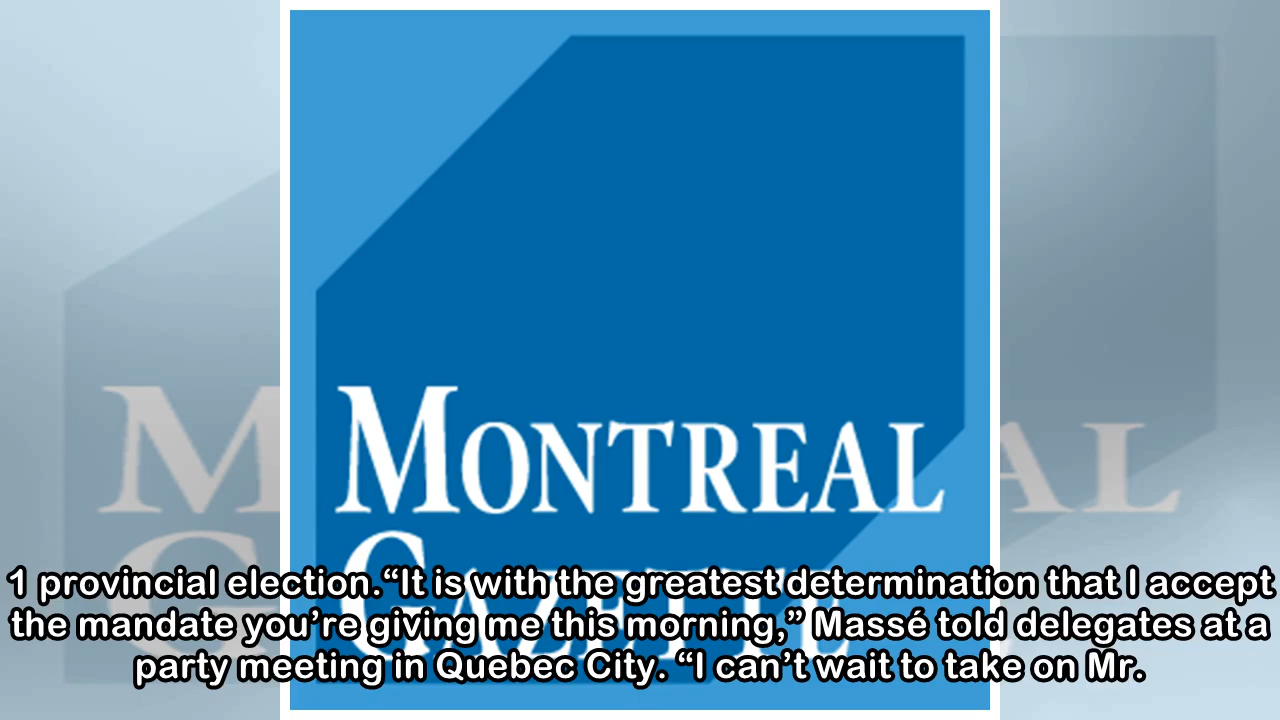 MONTREAL
GAZETTE
1 provincial election.“It is with the greatest determination that I accept
the mandate you’re giving me this morning,” Massé told delegates at a
party meeting in Quebec City. “I can’t wait to take on Mr.